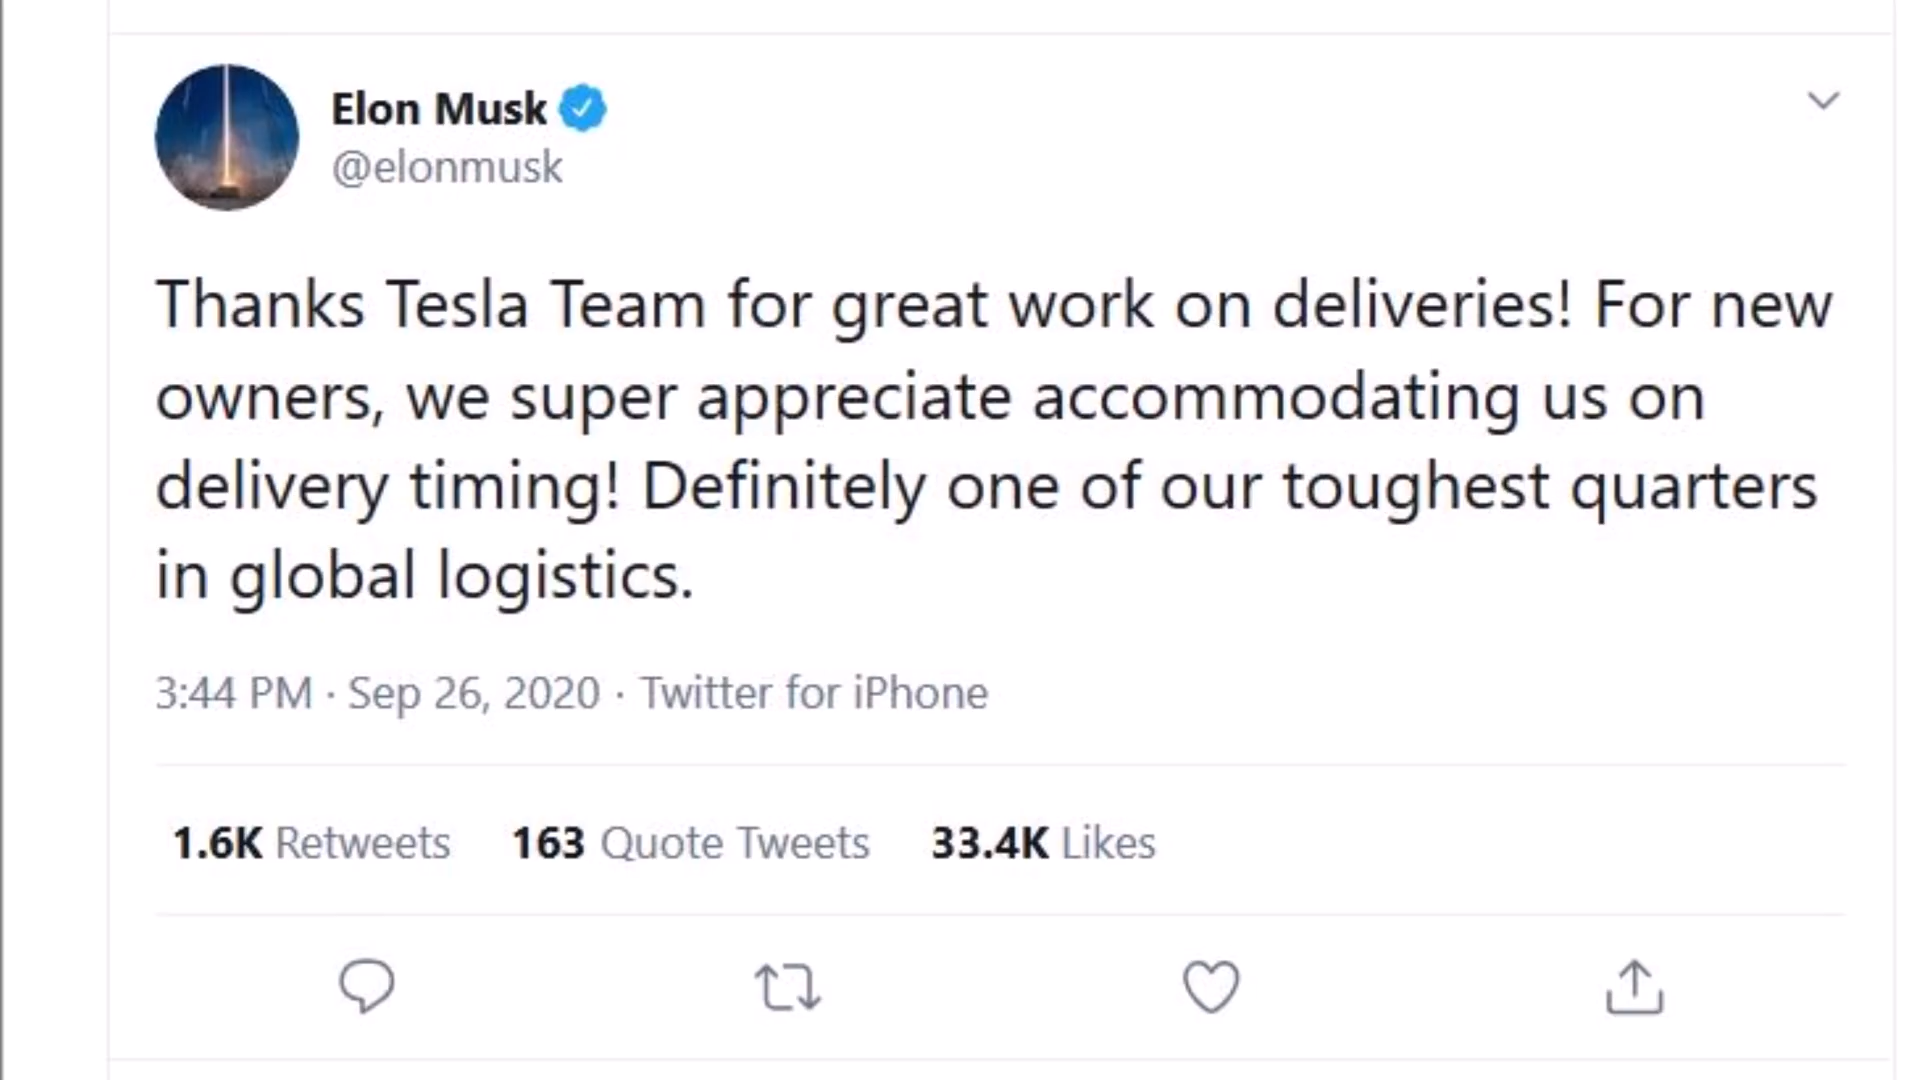 Elon Musk
@elonmusk
Thanks Tesla Team for great work on deliveries! For new
owners, we super appreciate accommodating us on
delivery timing! Definitely one of our toughest quarters
in global logistics.
3:44 PM · Sep 26, 2020 · Twitter for iPhone
1.6K Retweets 163 Quote Tweets 33.4K Likes